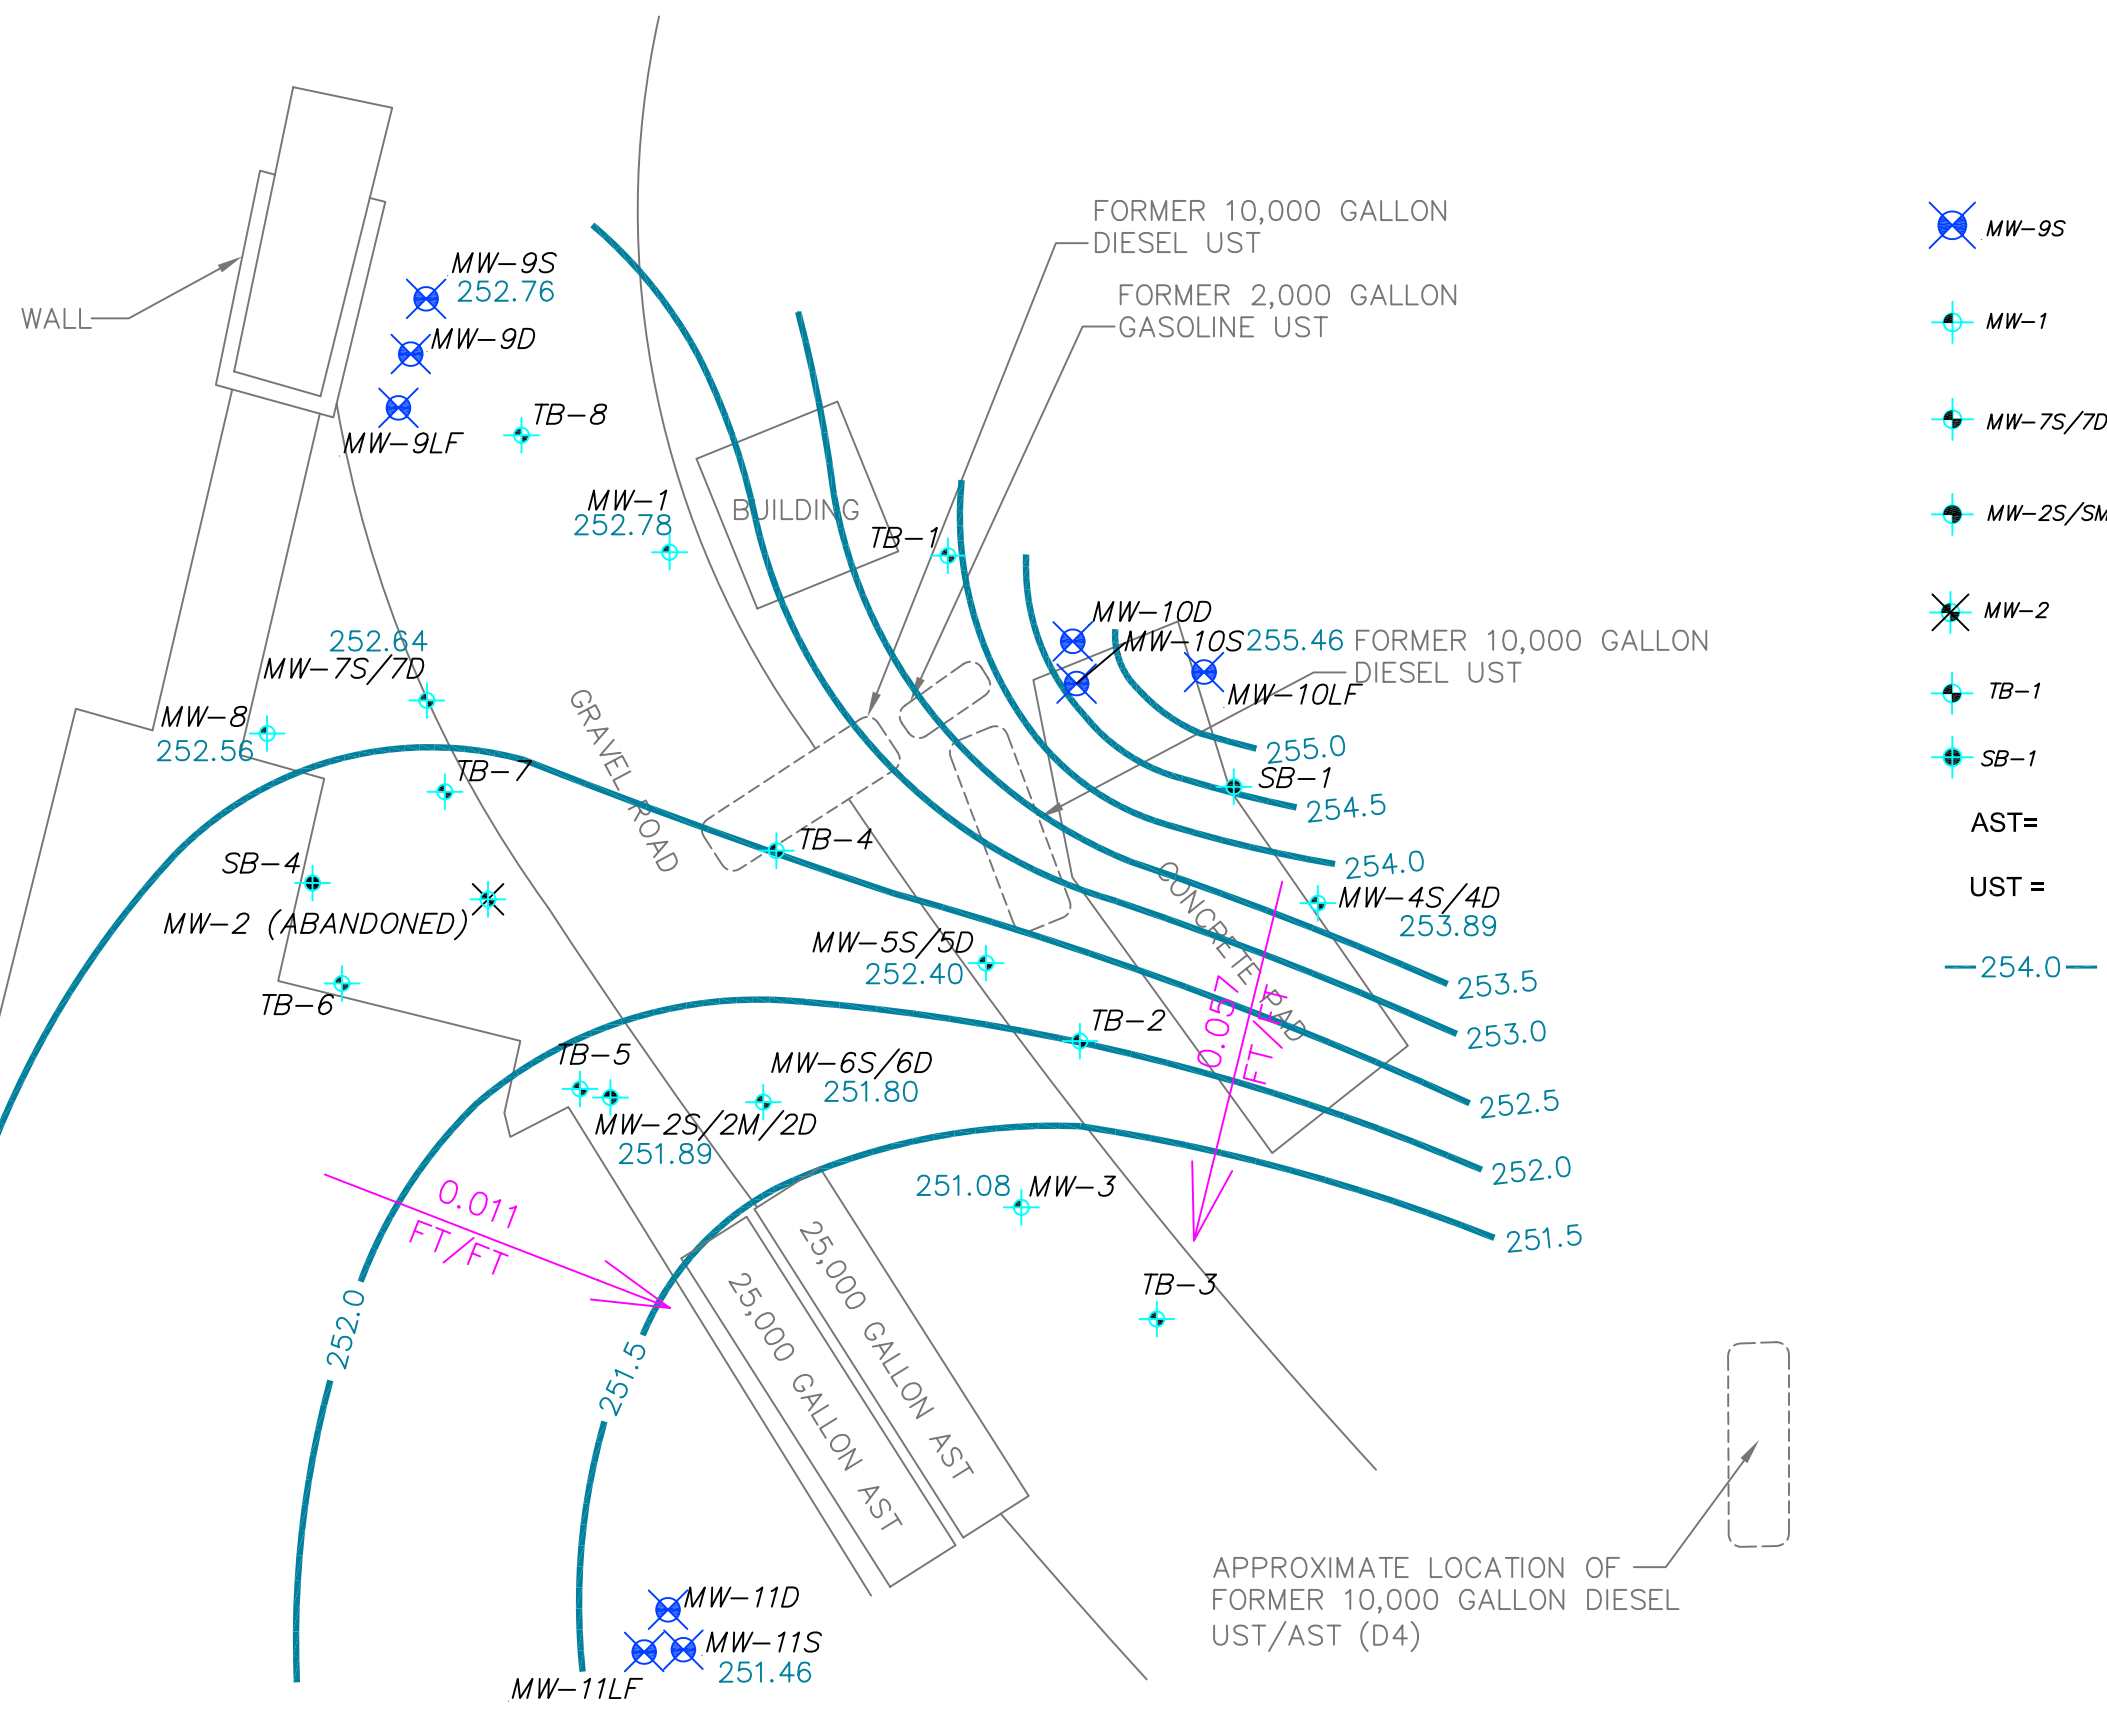 FORMER 10,000 GALLON
DIESEL UST
FORMER 2,000 GALLON
GASOLINE UST
WALL
MW-9S
252.76
MW-9D
MW-9LF
TB-8
MW-1
252.78
BUILDING
TB-1
MW-10D
MW-10S
255.46
FORMER 10,000 GALLON
DIESEL UST
MW-10LF
252.64
MW-7S/7D
MW-8
252.56
GRAVEL ROAD
255.0
SB-1
254.5
TB-7
TB-4
254.0
SB-4
MW-2 (ABANDONED)
CONCRETE PAD
MW-4S/4D
253.89
MW-5S/5D
252.40
253.5
TB-6
0.057
FT/FT
253.0
TB-2
TB-5
MW-6S/6D
251.80
252.5
MW-2S/2M/2D
251.89
252.0
251.08
MW-3
0.011
FT/FT
251.5
TB-3
252.0
251.5
25,000 GALLON AST
25,000 GALLON AST
APPROXIMATE LOCATION OF
FORMER 10,000 GALLON DIESEL
UST/AST (D4)
MW-11D
MW-11S
251.46
MW-11LF
MW-9S
MW-1
MW-7S/7D
MW-2S/SM
MW-2
TB-1
SB-1
AST=
UST =
254.0